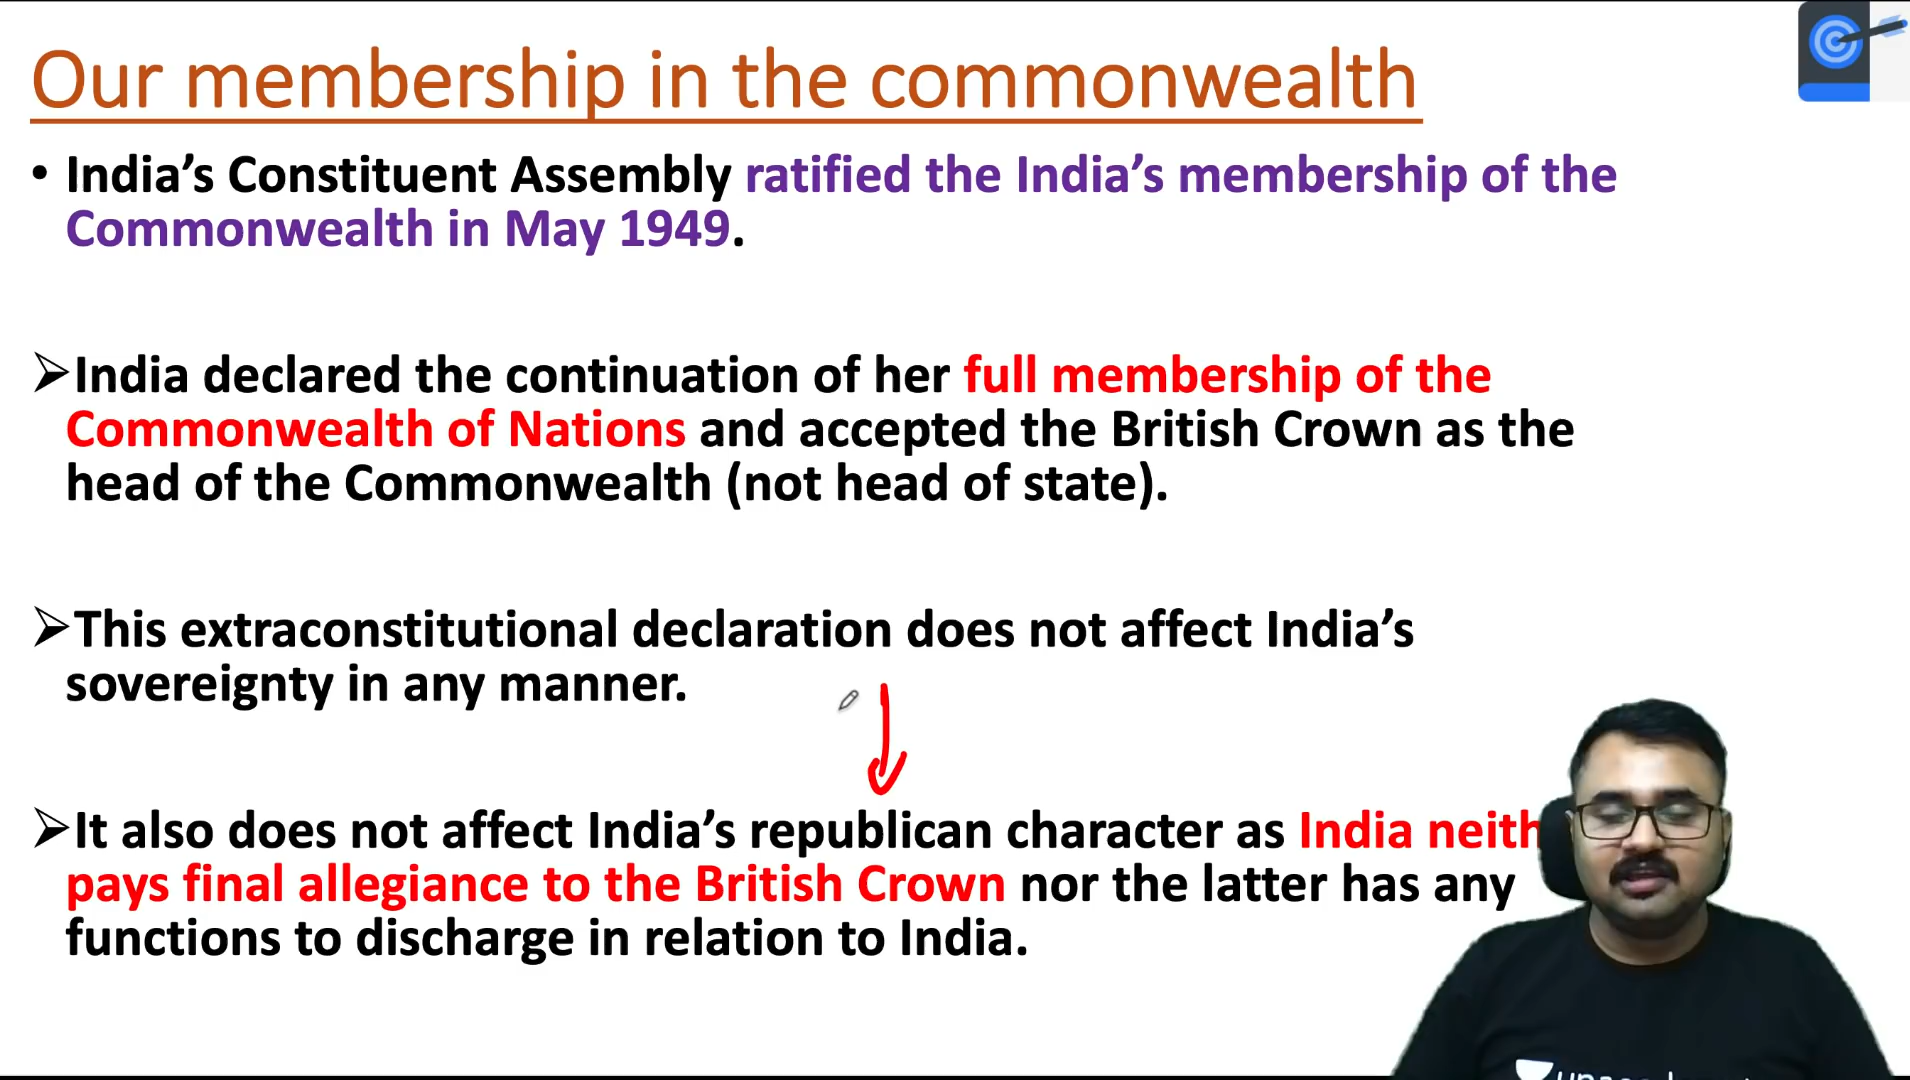 Our membership in the commonwealth
• India’s Constituent Assembly ratified the India’s membership of the
Commonwealth in May 1949.
➢India declared the continuation of her full membership of the
Commonwealth of Nations and accepted the British Crown as the
head of the Commonwealth (not head of state).
➢This extraconstitutional declaration does not affect India’s
sovereignty in any manner.
➢It also does not affect India’s republican character as India neith
pays final allegiance to the British Crown nor the latter has any
functions to discharge in relation to India.